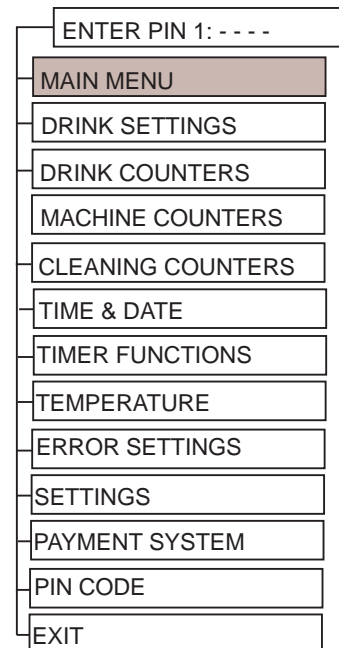 ENTER PIN 1: - - - -
MAIN MENU
DRINK SETTINGS
DRINK COUNTERS
MACHINE COUNTERS
CLEANING COUNTERS
TIME & DATE
TIMER FUNCTIONS
TEMPERATURE
ERROR SETTINGS
SETTINGS
PAYMENT SYSTEM
PIN CODE
EXIT